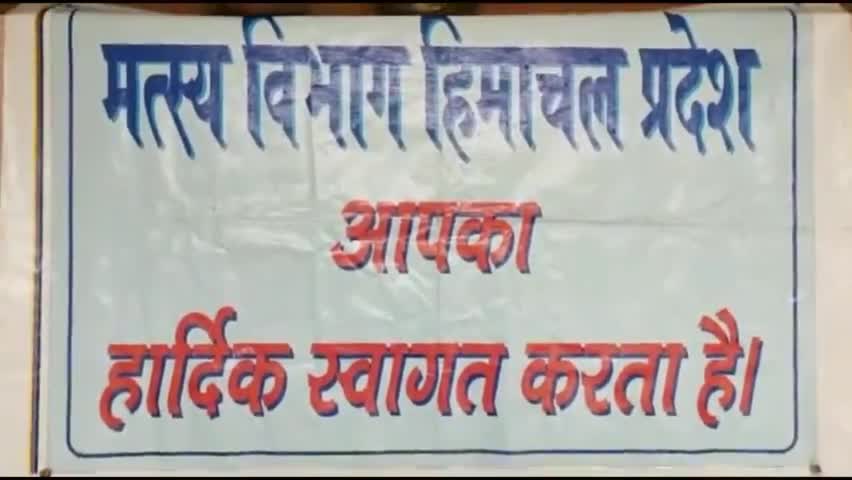 मत्स्य विभाग हिमाचल प्रदेश
आपका
हार्दिक स्वागत करता है।